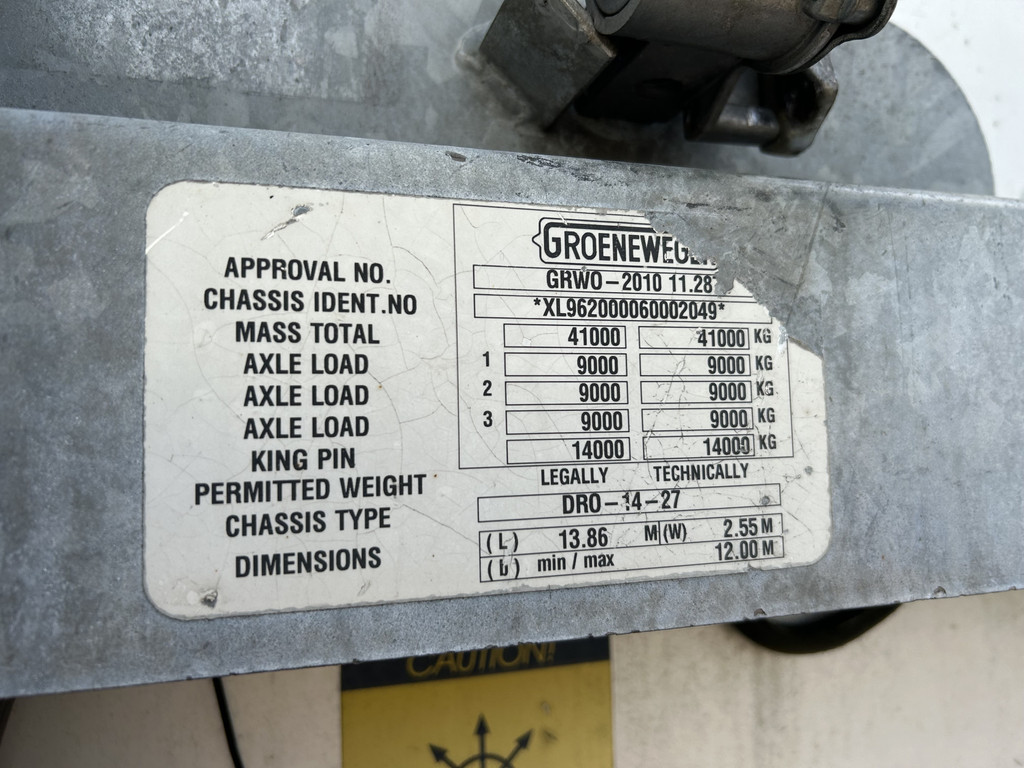 APPROVAL NO. GRWO-2010 11.28
CHASSIS IDENT.NO *XL962000060002049*
MASS TOTAL 41000 41000 KG
AXLE LOAD 1 9000 9000 KG
AXLE LOAD 2 9000 9000 KG
AXLE LOAD 3 9000 9000 KG
KING PIN 14000 14000 KG
PERMITTED WEIGHT LEGALLY TECHNICALLY
CHASSIS TYPE DRO-14-27
DIMENSIONS (L) 13.86 M (W) 2.55 M
(b) min / max 12.00 M
CAUTION!